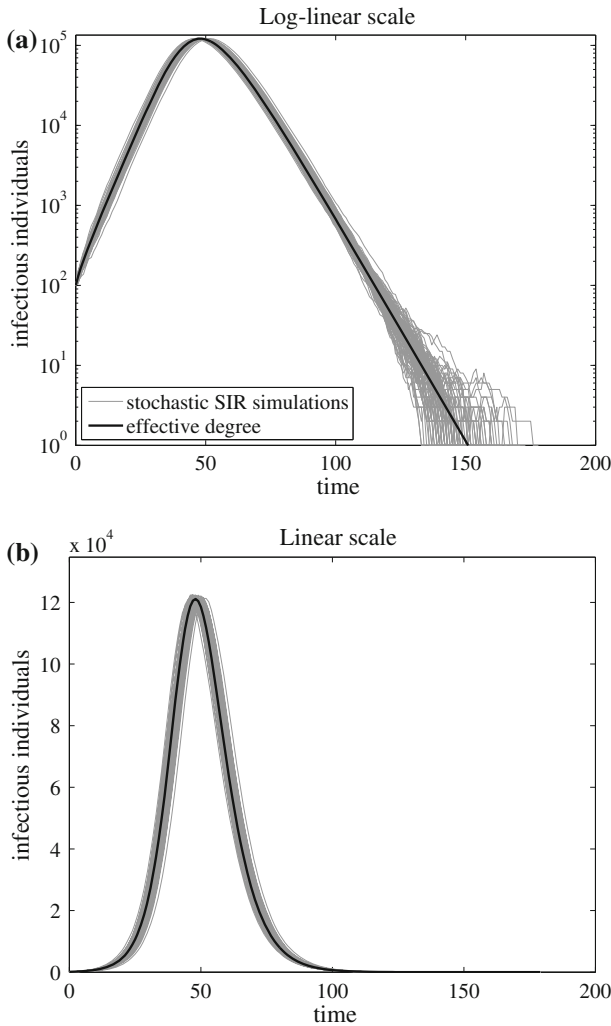 Log-linear scale
(a)
10^5
10^4
10^3
10^2
10^1
10^0
infectious individuals
stochastic SIR simulations
effective degree
0 50 100 150 200
time
(b)
Linear scale
x 10^4
12
10
8
6
4
2
0
infectious individuals
0 50 100 150 200
time